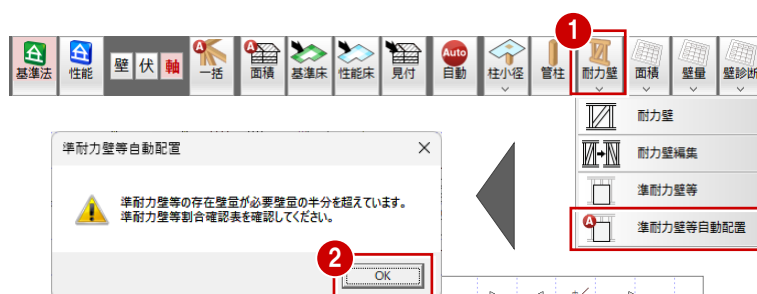 1
A
A
Auto
基準法
性能
壁
伏
軸
一括
面積
基準床
性能床
見付
自動
柱小径
管柱
耐力壁
面積
壁量
壁診断
耐力壁
準耐力壁等自動配置
耐力壁編集
準耐力壁等の存在壁量が必要壁量の半分を超えています。
準耐力壁等割合確認表を確認してください。
準耐力壁等
A
準耐力壁等自動配置
2
OK